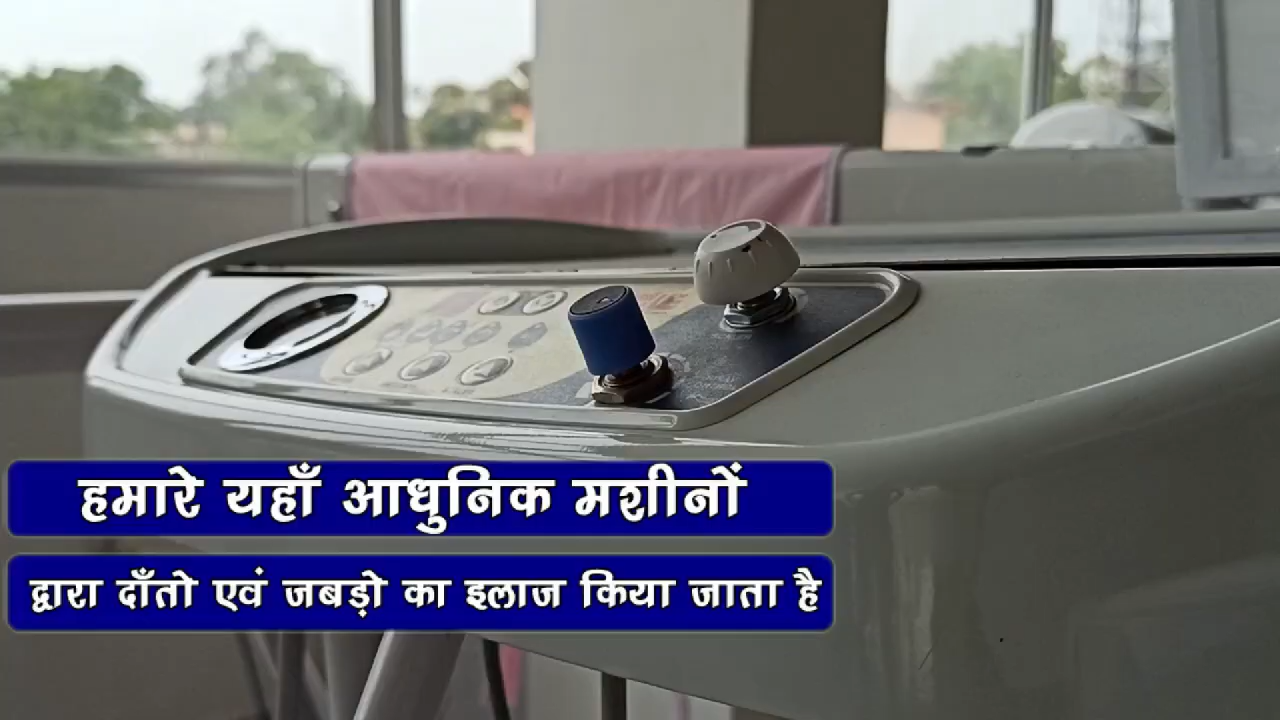 हमारे यहाँ आधुनिक मशीनों
द्वारा दाँतो एवं जबड़ो का इलाज किया जाता है